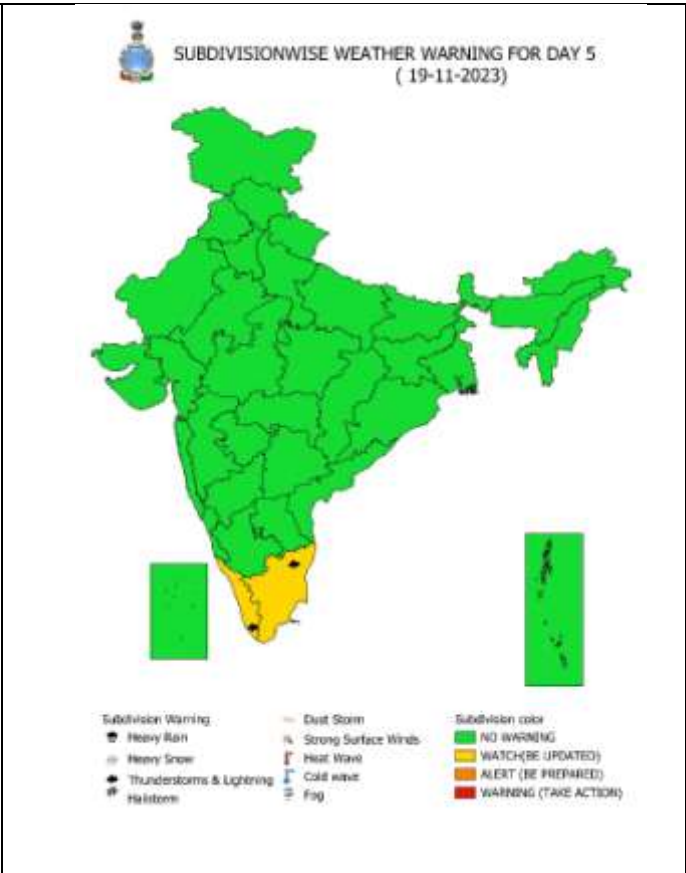 SUBDIVISIONWISE WEATHER WARNING FOR DAY 5
( 19-11-2023)
Subdivision Warning
Heavy Rain
Heavy Snow
Thunderstorms & Lightning
Hailstorm
Dust Storm
Strong Surface Winds
Heat Wave
Cold wave
Fog
Subdivision color
NO WARNING
WATCH(BE UPDATED)
ALERT (BE PREPARED)
WARNING (TAKE ACTION)